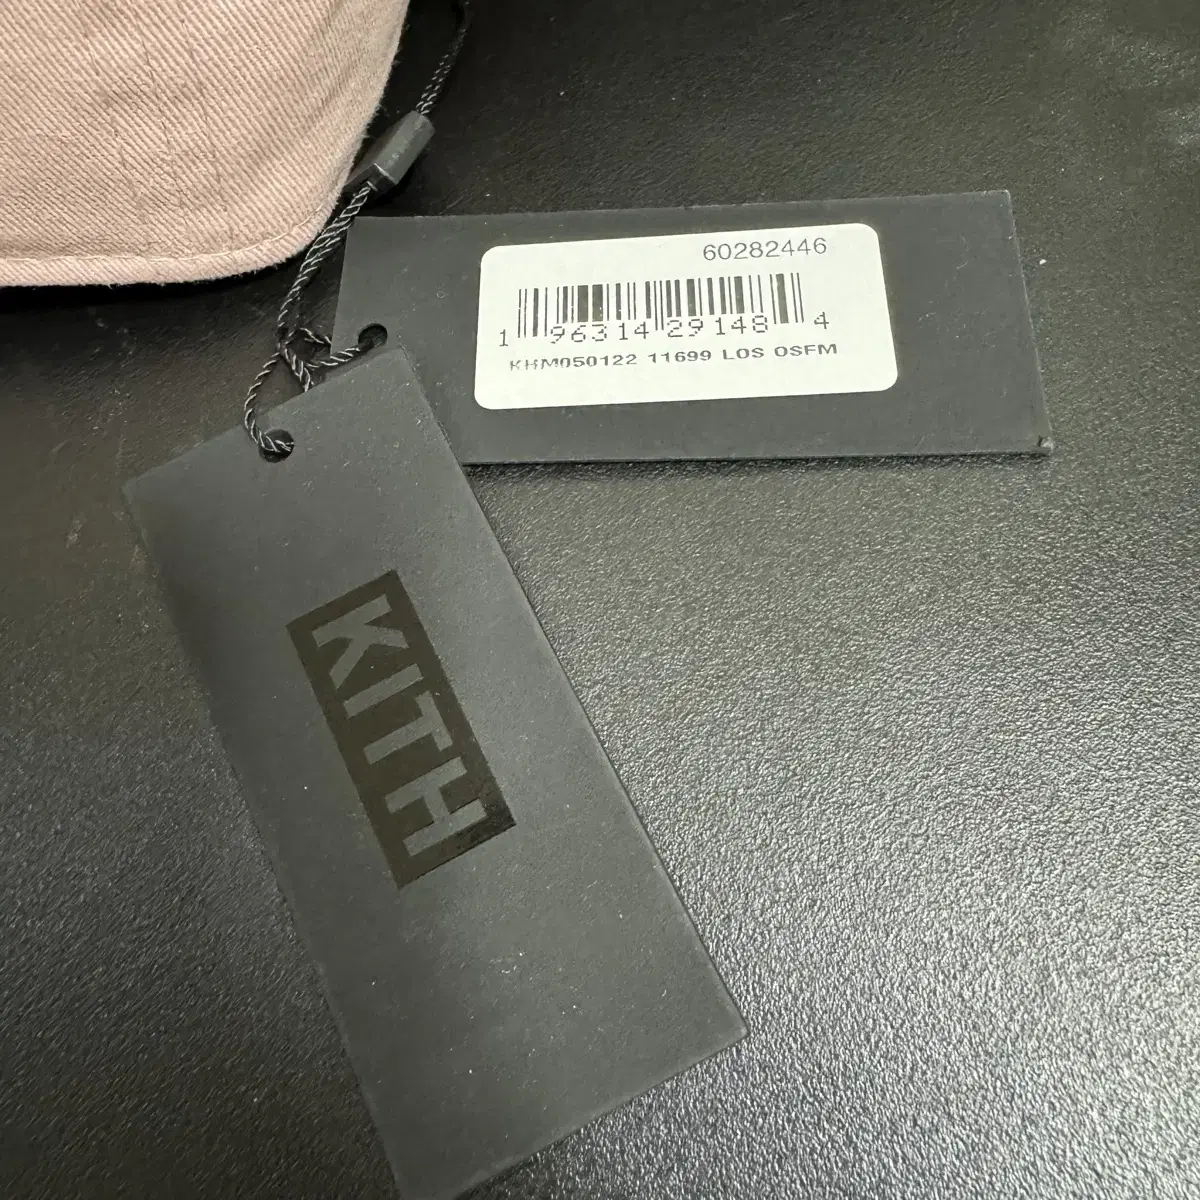 60282446
1 96314 29148 4
KHM050122 11699 LOS OSFM
KITH